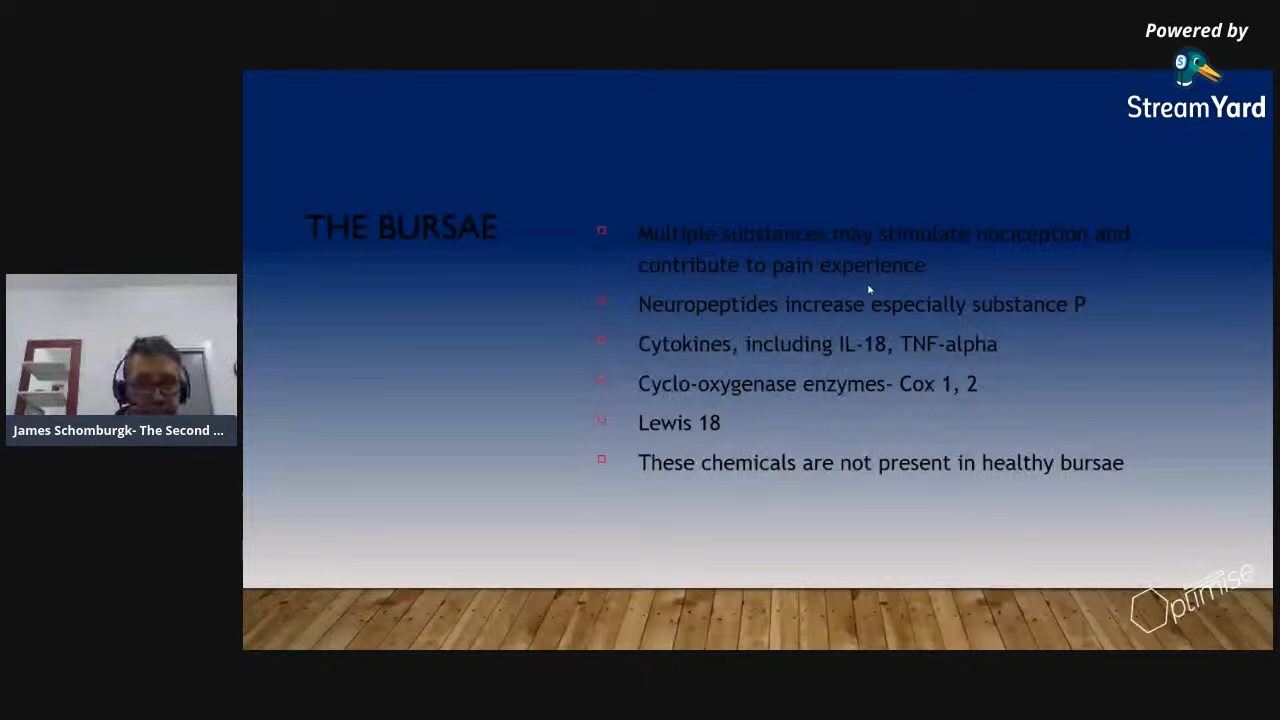 Powered by
StreamYard
THE BURSAE
Multiple substances may stimulate nociception and
contribute to pain experience
Neuropeptides increase especially substance P
Cytokines, including IL-18, TNF-alpha
Cyclo-oxygenase enzymes- Cox 1, 2
Lewis 18
These chemicals are not present in healthy bursae
James Schomburgk- The Second ...
Optimise